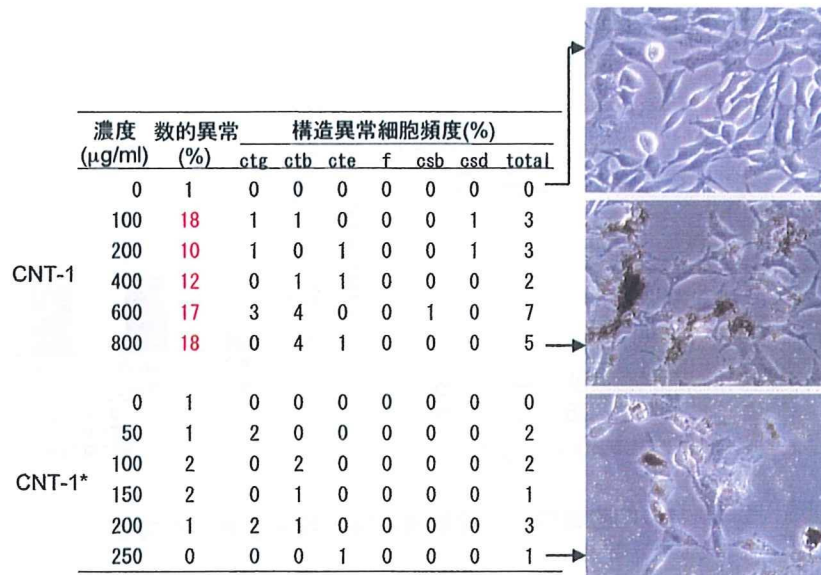 濃度 数的異常 構造異常細胞頻度(%)
(μg/ml) (%) ctg ctb cte f csb csd total
0 1 0 0 0 0 0 0 0
100 18 1 1 0 0 0 1 3
200 10 1 0 1 0 0 1 3
CNT-1 400 12 0 1 1 0 0 0 2
600 17 3 4 0 0 1 0 7
800 18 0 4 1 0 0 0 5
0 1 0 0 0 0 0 0 0
50 1 2 0 0 0 0 0 2
100 2 0 2 0 0 0 0 2
CNT-1* 150 2 0 1 0 0 0 0 1
200 1 2 1 0 0 0 0 3
250 0 0 0 1 0 0 0 1